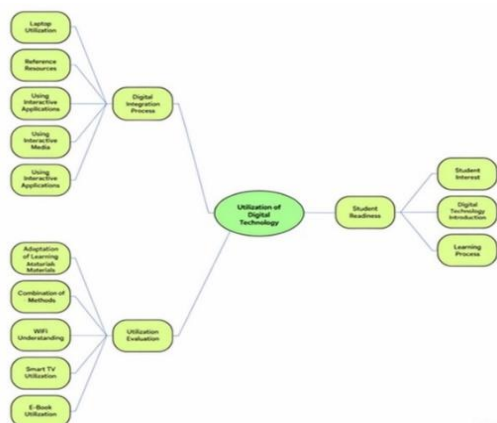 Laptop
Utilization
Reference
Resources
Using
Interactive
Applications
Using
Interactive
Media
Using
Interactive
Applications
Digital
Integration
Process
Utilization of
Digital
Technology
Student
Readiness
Student
Interest
Digital
Technology
Introduction
Learning
Process
Adaptation
of Learning
Materials
Materials
Combination of
Methods
WiFi
Understanding
Smart TV
Utilization
E-Book
Utilization
Utilization
Evaluation